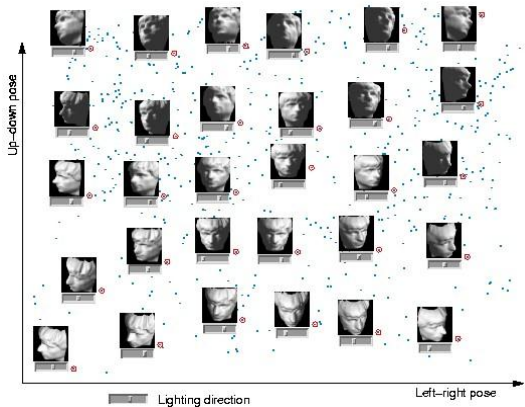 Up–down pose
Left–right pose
Lighting direction